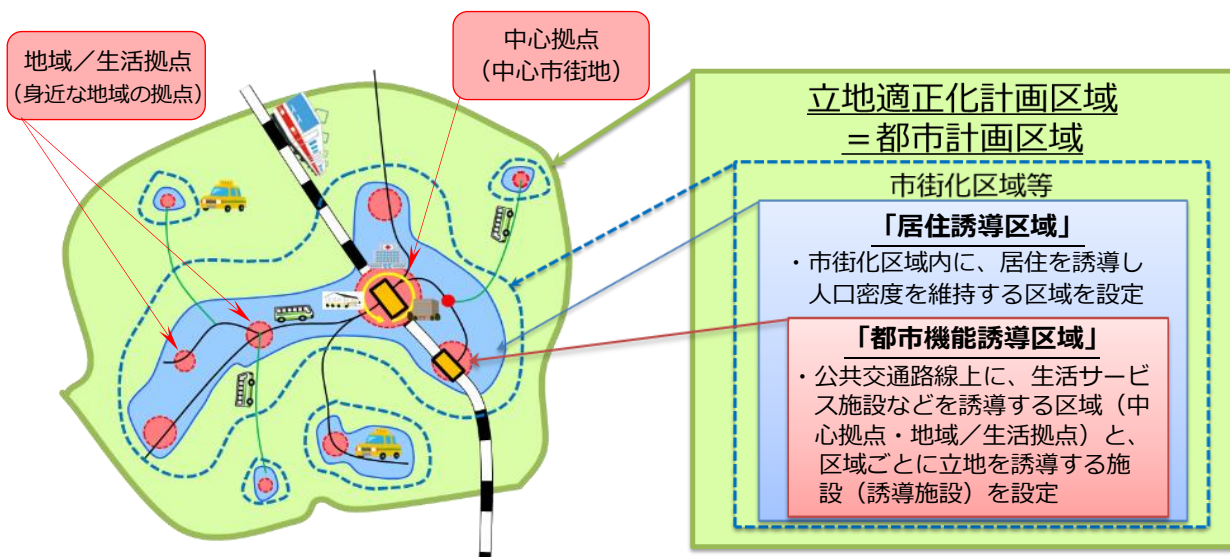 地域／生活拠点
（身近な地域の拠点）
中心拠点
（中心市街地）
立地適正化計画区域
＝都市計画区域
市街化区域等
「居住誘導区域」
・市街化区域内に、居住を誘導し
人口密度を維持する区域を設定
「都市機能誘導区域」
・公共交通路線上に、生活サービ
ス施設などを誘導する区域（中
心拠点・地域／生活拠点）と、
区域ごとに立地を誘導する施
設（誘導施設）を設定